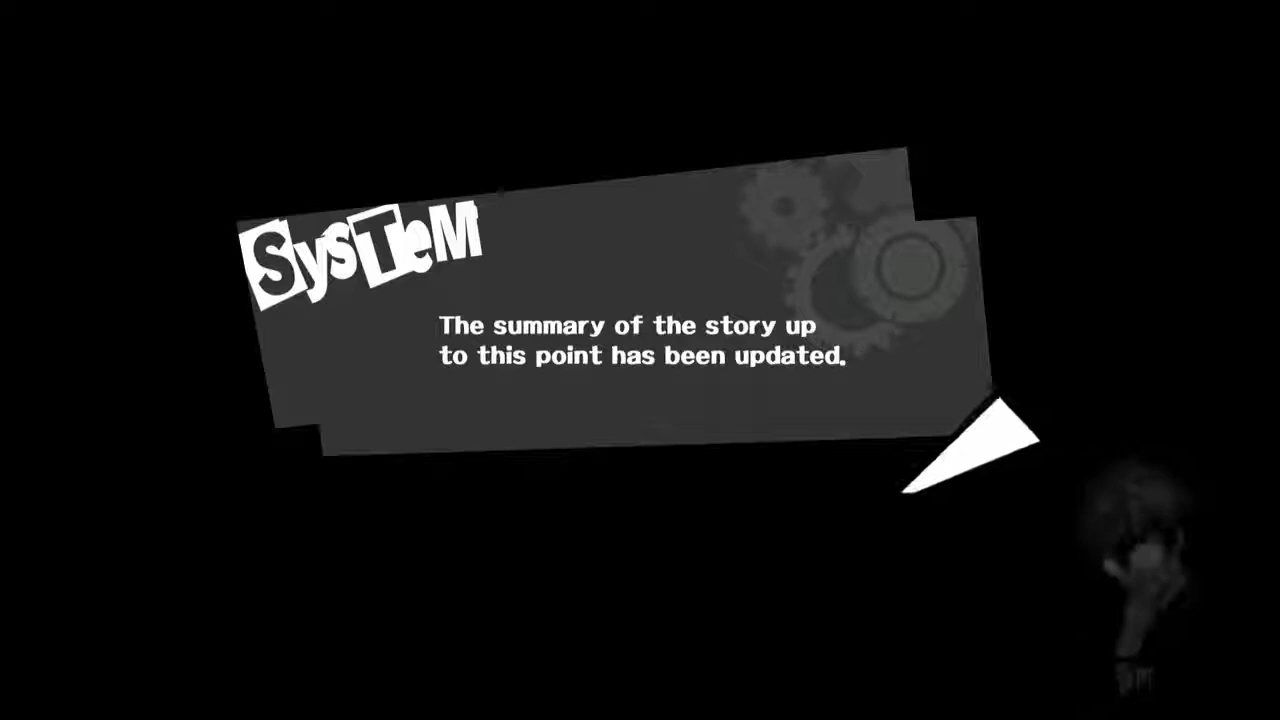 SysTeM
The summary of the story up
to this point has been updated.